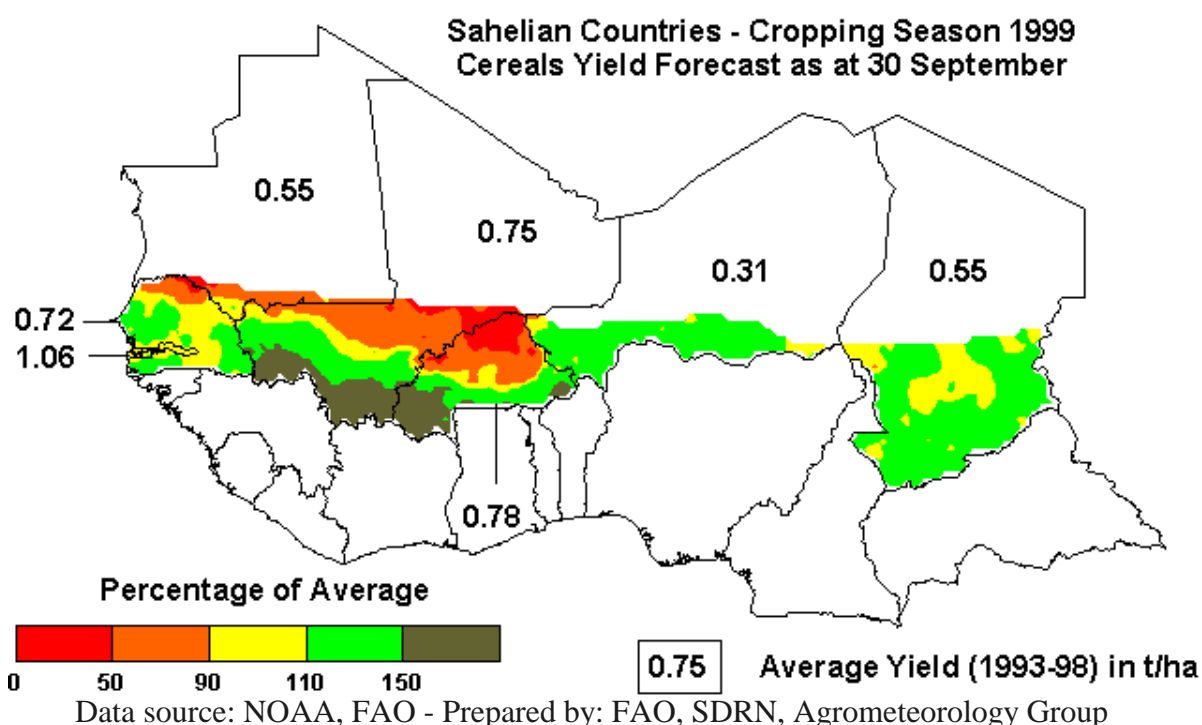 Sahelian Countries - Cropping Season 1999
Cereals Yield Forecast as at 30 September
0.55
0.75
0.31
0.55
0.72
1.06
0.78
Percentage of Average
0 50 90 110 150
0.75 Average Yield (1993-98) in t/ha
Data source: NOAA, FAO - Prepared by: FAO, SDRN, Agrometeorology Group